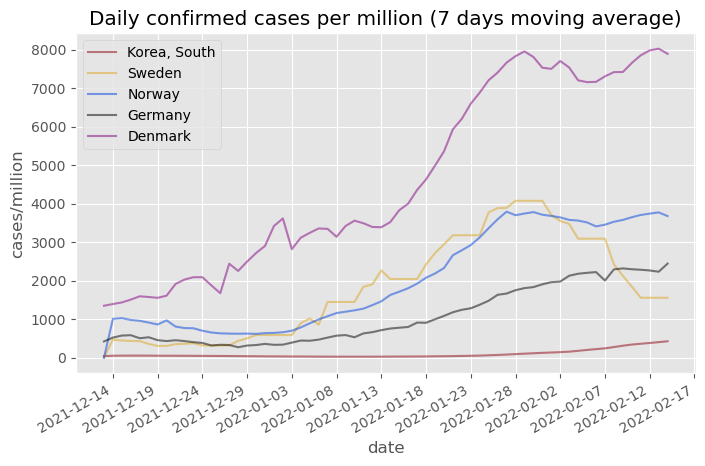 Daily confirmed cases per million (7 days moving average)
8000
7000
6000
5000
4000
3000
2000
1000
0
cases/million
Korea, South
Sweden
Norway
Germany
Denmark
2021-12-14
2021-12-19
2021-12-24
2021-12-29
2022-01-03
2022-01-08
2022-01-13
2022-01-18
2022-01-23
2022-01-28
2022-02-02
2022-02-07
2022-02-12
2022-02-17
date